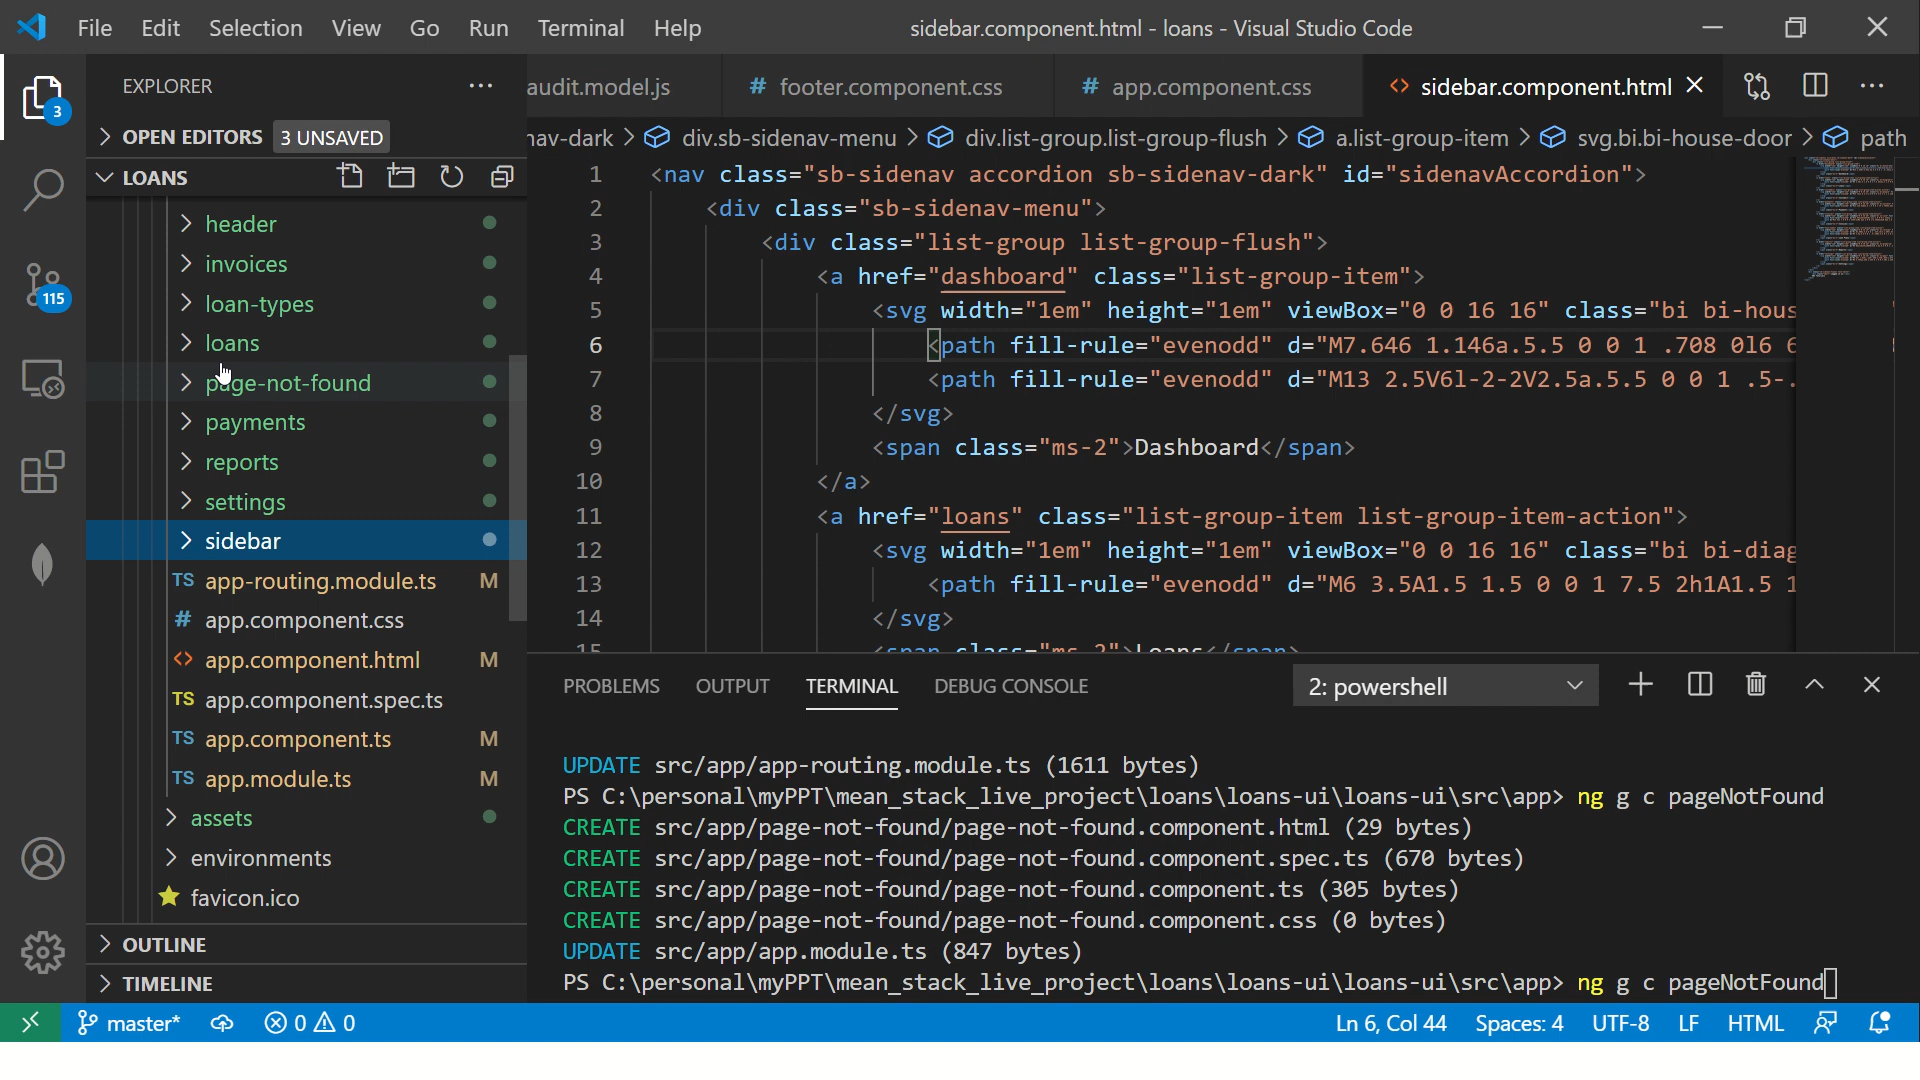 File Edit Selection View Go Run Terminal Help sidebar.component.html - loans - Visual Studio Code
EXPLORER
audit.model.js # footer.component.css # app.component.css <> sidebar.component.html
3
OPEN EDITORS 3 UNSAVED
nav-dark > div.sb-sidenav-menu > div.list-group.list-group-flush > a.list-group-item > svg.bi.bi-house-door > path
LOANS
header
invoices
115
loan-types
loans
page-not-found
payments
reports
settings
sidebar
TS app-routing.module.ts M
# app.component.css
<> app.component.html M
TS app.component.spec.ts
TS app.component.ts M
TS app.module.ts M
assets
environments
favicon.ico
OUTLINE
TIMELINE
1 <nav class="sb-sidenav accordion sb-sidenav-dark" id="sidenavAccordion">
2 <div class="sb-sidenav-menu">
3 <div class="list-group list-group-flush">
4 <a href="dashboard" class="list-group-item">
5 <svg width="1em" height="1em" viewBox="0 0 16 16" class="bi bi-hous
6 <path fill-rule="evenodd" d="M7.646 1.146a.5.5 0 0 1 .708 0l6 6
7 <path fill-rule="evenodd" d="M13 2.5V6l-2-2V2.5a.5.5 0 0 1 .5-.
8 </svg>
9 <span class="ms-2">Dashboard</span>
10 </a>
11 <a href="loans" class="list-group-item list-group-item-action">
12 <svg width="1em" height="1em" viewBox="0 0 16 16" class="bi bi-diag
13 <path fill-rule="evenodd" d="M6 3.5A1.5 1.5 0 0 1 7.5 2h1A1.5 1
14 </svg>
15 <span class="ms-2">Loans</span>
PROBLEMS OUTPUT TERMINAL DEBUG CONSOLE 2: powershell
UPDATE src/app/app-routing.module.ts (1611 bytes)
PS C:\personal\myPPT\mean_stack_live_project\loans\loans-ui\loans-ui\src\app> ng g c pageNotFound
CREATE src/app/page-not-found/page-not-found.component.html (29 bytes)
CREATE src/app/page-not-found/page-not-found.component.spec.ts (670 bytes)
CREATE src/app/page-not-found/page-not-found.component.ts (305 bytes)
CREATE src/app/page-not-found/page-not-found.component.css (0 bytes)
UPDATE src/app/app.module.ts (847 bytes)
PS C:\personal\myPPT\mean_stack_live_project\loans\loans-ui\loans-ui\src\app> ng g c pageNotFound
master* 0 0 Ln 6, Col 44 Spaces: 4 UTF-8 LF HTML